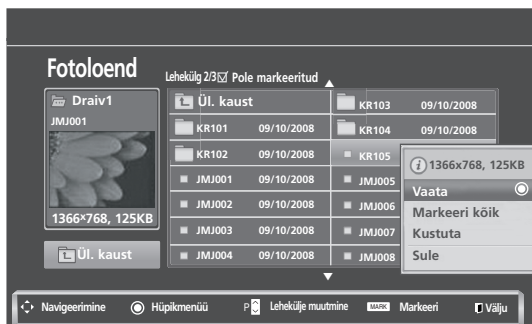 Fotoloend
Lehekülg 2/3 Pole markeeritud
Draiv1
JMJ001
1366×768, 125KB
Ül. kaust
Ül. kaust
KR101 09/10/2008
KR102 09/10/2008
JMJ001 09/10/2008
JMJ002 09/10/2008
JMJ003 09/10/2008
JMJ004 09/10/2008
KR103 09/10/2008
KR104 09/10/2008
KR105
JMJ005
JMJ006
JMJ007
JMJ008
1366x768, 125KB
Vaata
Markeeri kõik
Kustuta
Sule
Navigeerimine Hüpikmenüü P Lehekülje muutmine MARK Markeeri Välju